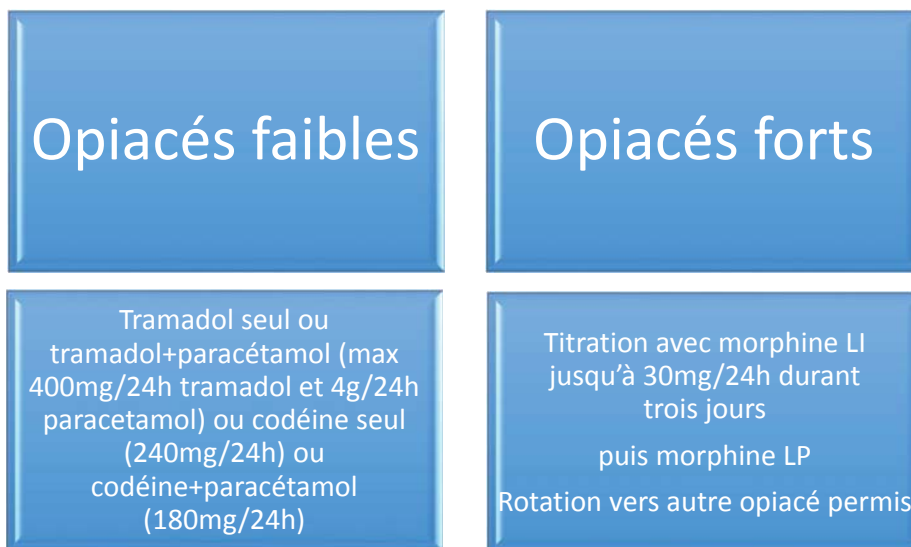 Opiacés faibles
Opiacés forts
Tramadol seul ou
tramadol+paracétamol (max
400mg/24h tramadol et 4g/24h
paracetamol) ou codéine seul
(240mg/24h) ou
codéine+paracétamol
(180mg/24h)
Titration avec morphine LI
jusqu’à 30mg/24h durant
trois jours
puis morphine LP
Rotation vers autre opiacé permis